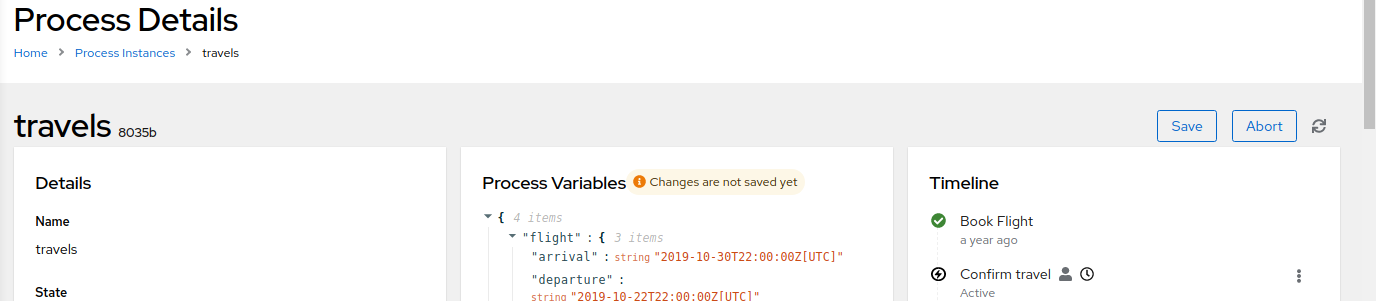 Process Details
Home > Process Instances > travels
travels 8035b
Save
Abort
Details
Name
travels
State
Process Variables
Changes are not saved yet
{ 4 items
"flight" : { 3 items
"arrival" : string "2019-10-30T22:00:00Z[UTC]"
"departure" :
string "2019-10-22T22:00:00Z[UTC]"
Timeline
Book Flight
a year ago
Confirm travel
Active